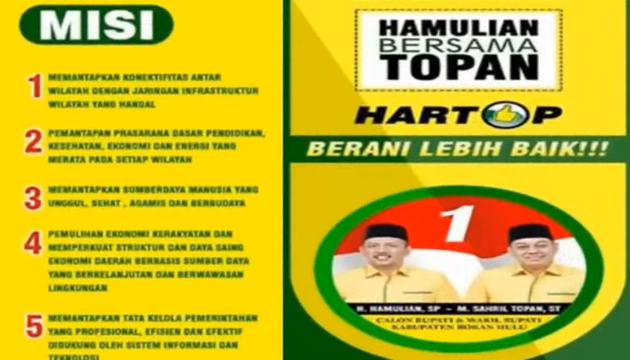 MISI
1 MEMANTAPKAN KONEKTIFITAS ANTAR
WILAYAH DENGAN JARINGAN INFRASTRUKTUR
WILAYAH YANG HANDAL
2 PEMANTAPAN PRASARANA DASAR PENDIDIKAN,
KESEHATAN, EKONOMI DAN ENERGI YANG
MERATA PADA SETIAP WILAYAH
3 MEMANTAPKAN SUMBERDAYA MANUSIA YANG
UNGGUL, SEHAT , AGAMIS DAN BERBUDAYA
4 PEMULIHAN EKONOMI KERAKYATAN DAN
MEMPERKUAT STRUKTUR DAN DAYA SAING
EKONOMI DAERAH BERBASIS SUMBER DAYA
YANG BERKELANJUTAN DAN BERWAWASAN
LINGKUNGAN
5 MEMANTAPKAN TATA KELOLA PEMERINTAHAN
YANG PROFESIONAL, EFISIEN DAN EFEKTIF
DIDUKUNG OLEH SISTEM INFORMASI DAN
TEKNOLOGI
HAMULIAN
BERSAMA
TOPAN
HARTOP
BERANI LEBIH BAIK!!!
1
H. HAMULIAN, SP - M. SAHRIL TOPAN, ST
CALON BUPATI & WAKIL BUPATI
KABUPATEN ROKAN HULU